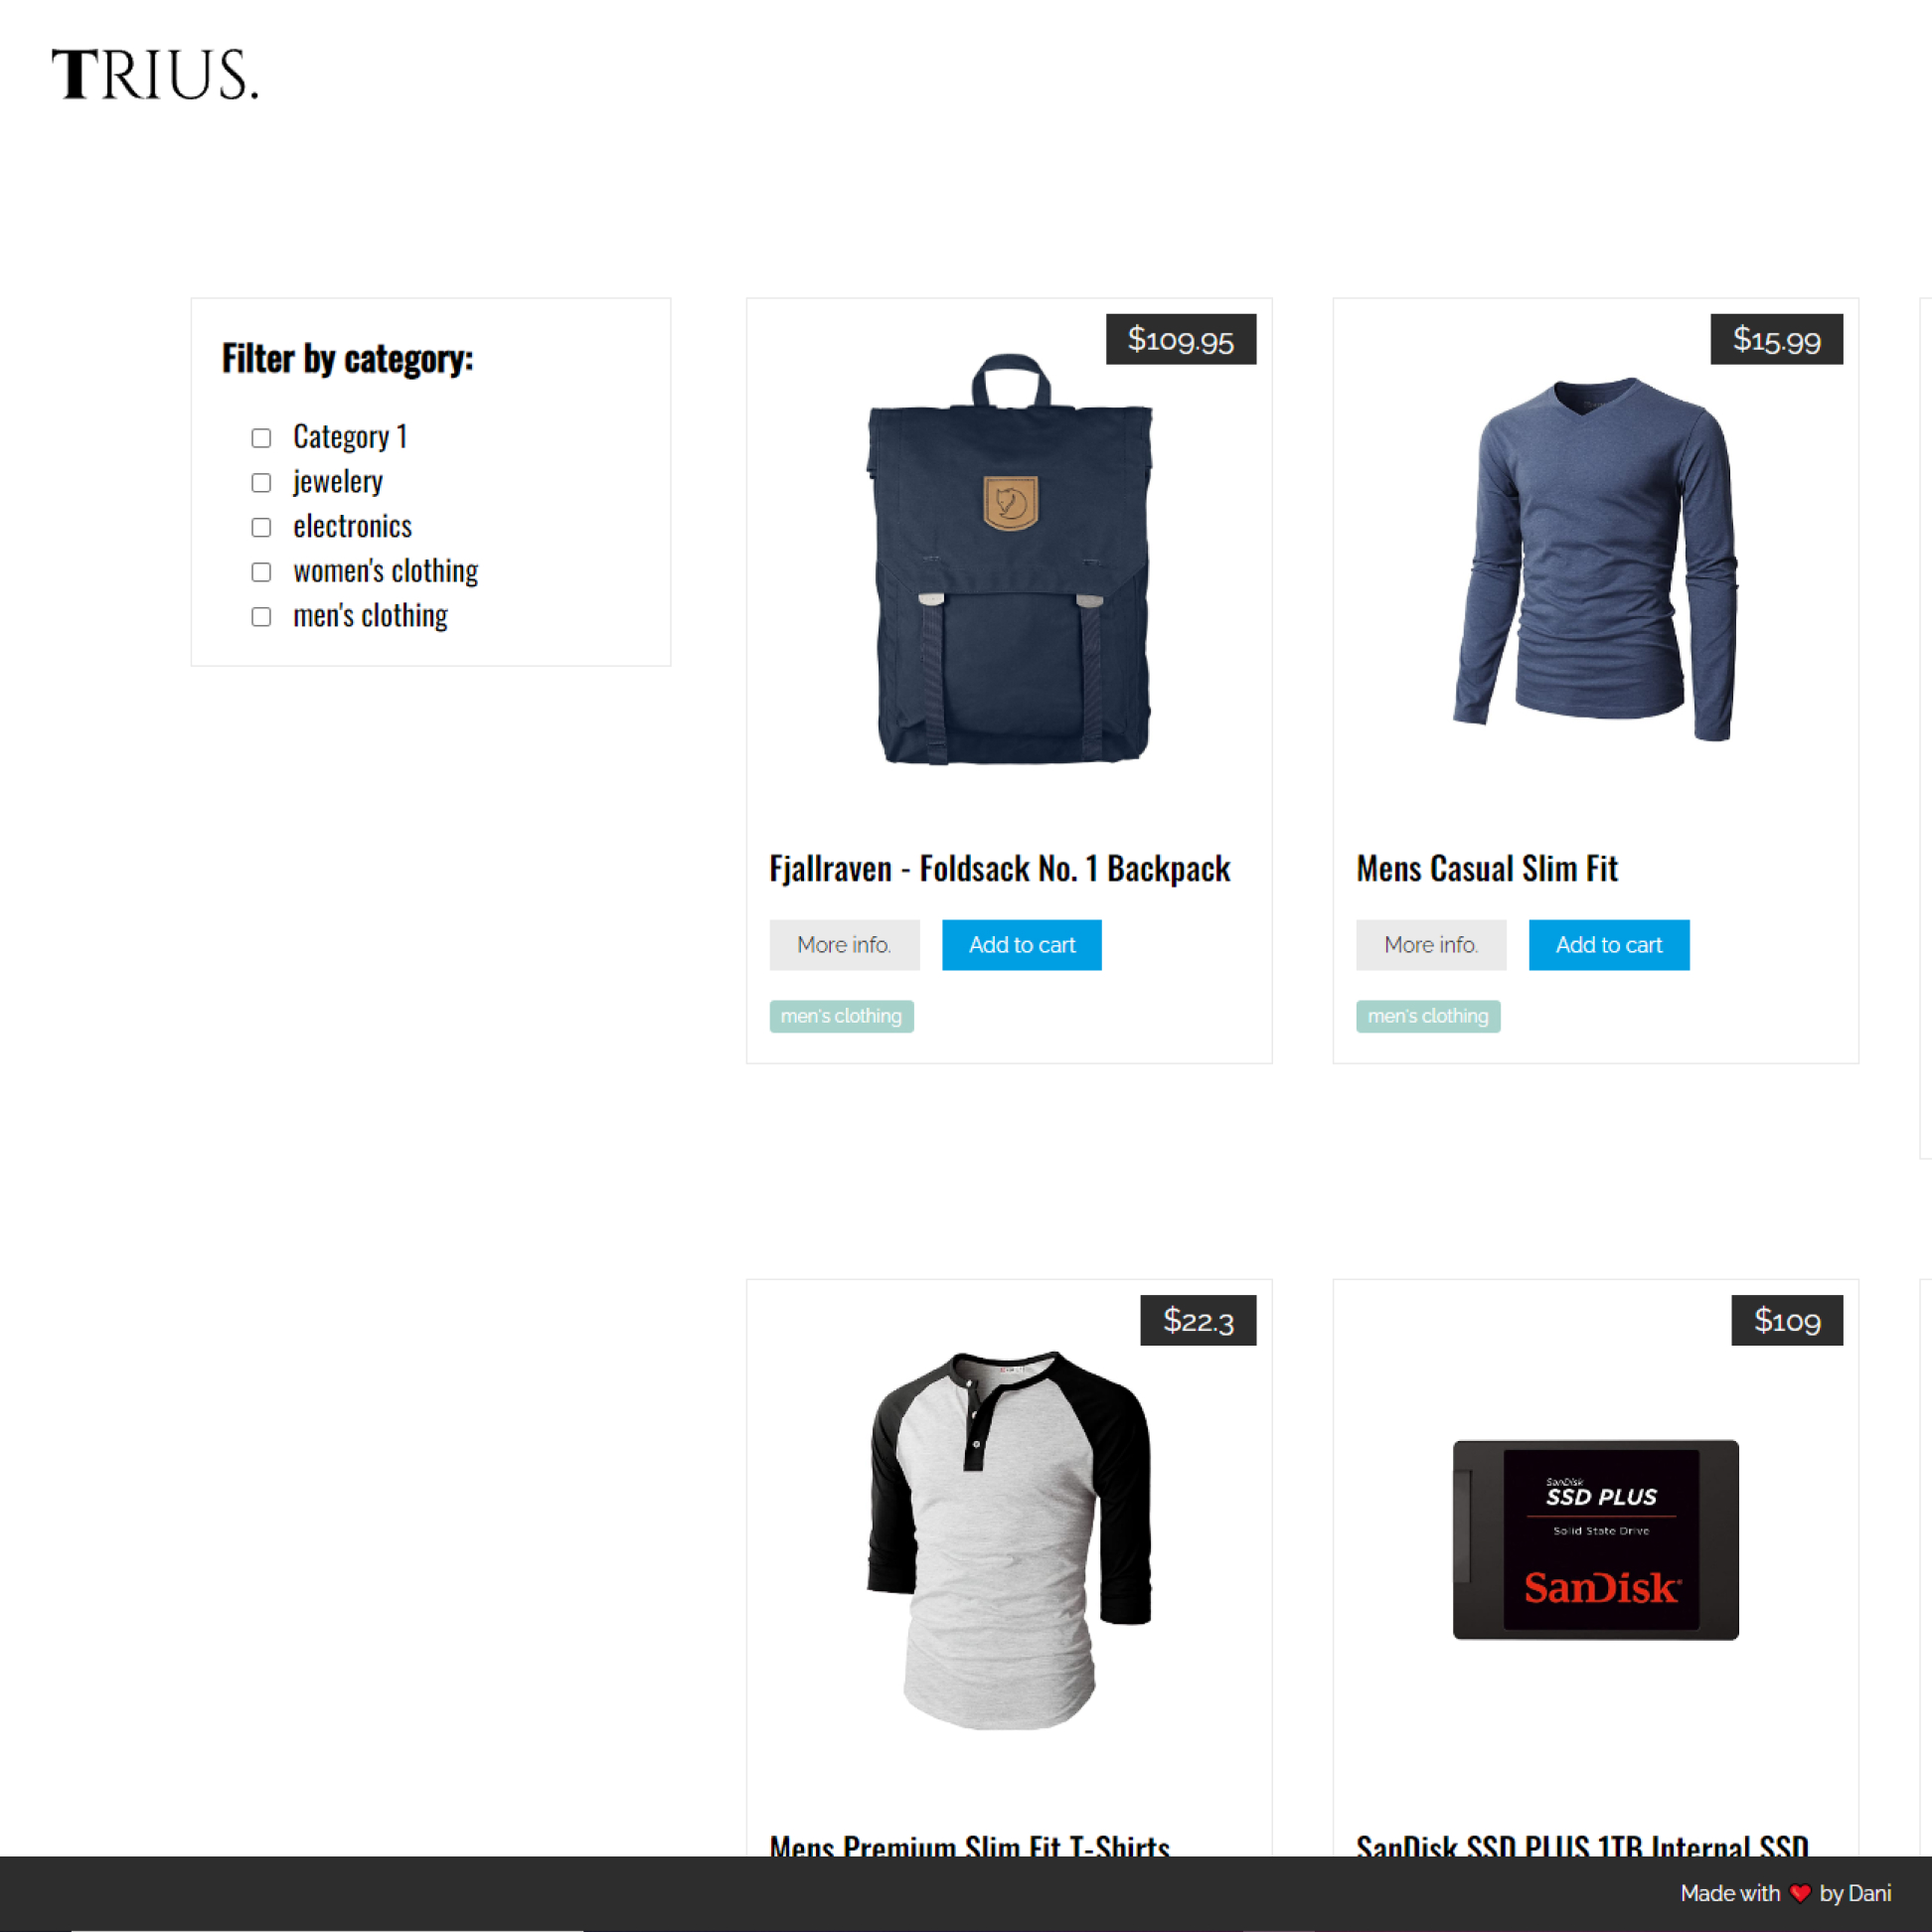 TRIUS.
Filter by category:
Category 1
jewelery
electronics
women's clothing
men's clothing
$109.95
Fjallraven - Foldsack No. 1 Backpack
More info.
Add to cart
men's clothing
$15.99
Mens Casual Slim Fit
More info.
Add to cart
men's clothing
$22.3
Mens Premium Slim Fit T-Shirts
$109
SanDisk
SSD PLUS
Solid State Drive
SanDisk®
SanDisk SSD PLUS 1TB Internal SSD
Made with ❤ by Dani